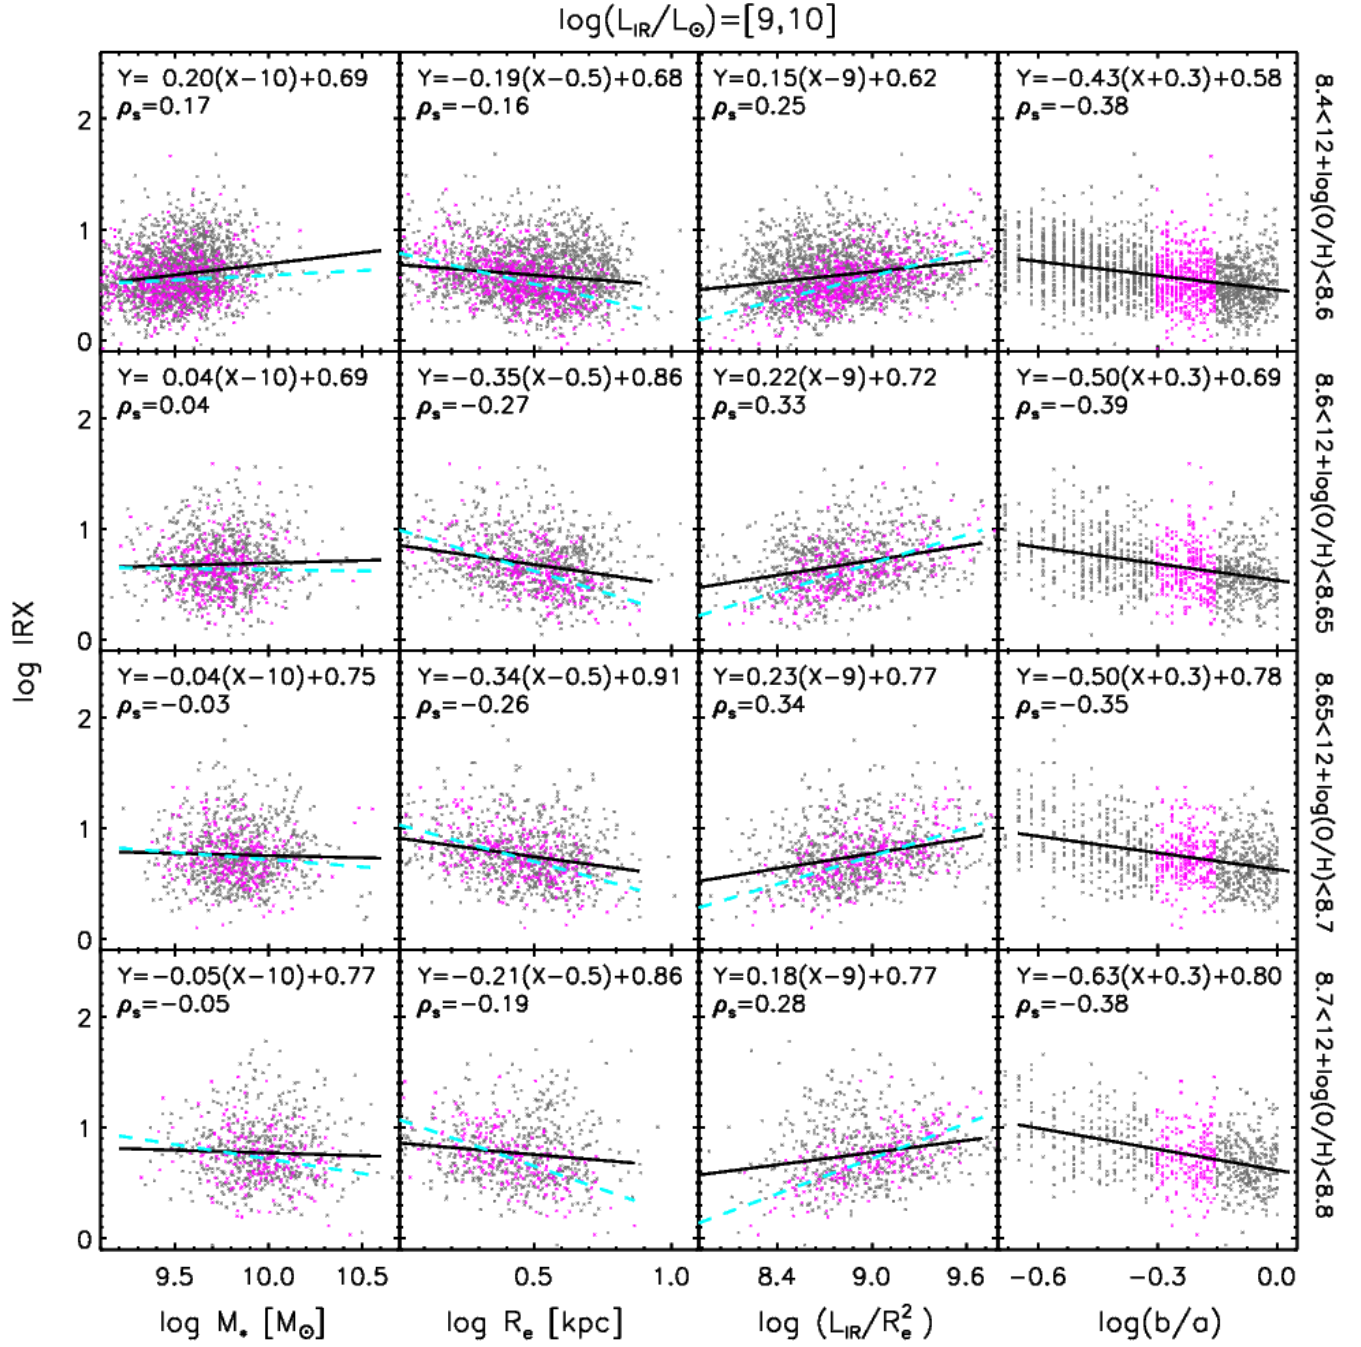 log(L_IR/L_⊙)=[9,10]
Y= 0.20(X−10)+0.69
ρ_s=0.17
Y=−0.19(X−0.5)+0.68
ρ_s=−0.16
Y=0.15(X−9)+0.62
ρ_s=0.25
Y=−0.43(X+0.3)+0.58
ρ_s=−0.38
8.4<12+log(O/H)<8.6
2
1
0
Y= 0.04(X−10)+0.69
ρ_s=0.04
Y=−0.35(X−0.5)+0.86
ρ_s=−0.27
Y=0.22(X−9)+0.72
ρ_s=0.33
Y=−0.50(X+0.3)+0.69
ρ_s=−0.39
8.6<12+log(O/H)<8.65
2
1
0
log IRX
Y=−0.04(X−10)+0.75
ρ_s=−0.03
Y=−0.34(X−0.5)+0.91
ρ_s=−0.26
Y=0.23(X−9)+0.77
ρ_s=0.34
Y=−0.50(X+0.3)+0.78
ρ_s=−0.35
8.65<12+log(O/H)<8.7
2
1
0
Y=−0.05(X−10)+0.77
ρ_s=−0.05
Y=−0.21(X−0.5)+0.86
ρ_s=−0.19
Y=0.18(X−9)+0.77
ρ_s=0.28
Y=−0.63(X+0.3)+0.80
ρ_s=−0.38
8.7<12+log(O/H)<8.8
2
1
0
9.5 10.0 10.5
0.5 1.0
8.4 9.0 9.6
−0.6 −0.3 0.0
log M_* [M_⊙]
log R_e [kpc]
log (L_IR/R_e^2)
log(b/a)